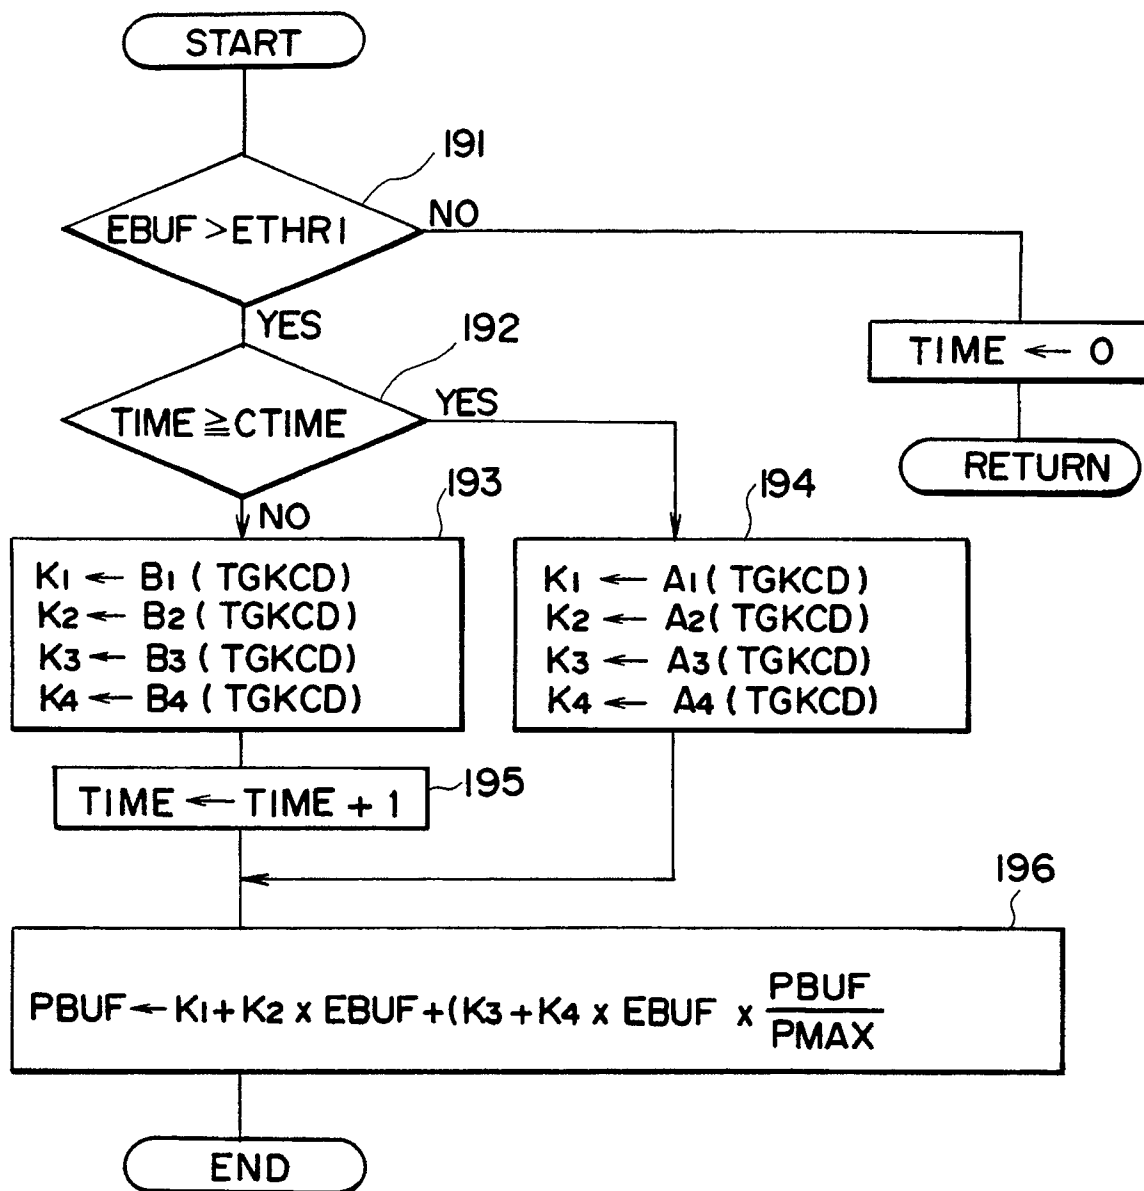 START
191
EBUF > ETHR1
NO
YES
192
TIME ← 0
TIME ≧ CTIME
YES
RETURN
193
NO
194
K1 ← B1 ( TGKCD)
K2 ← B2 ( TGKCD)
K3 ← B3 ( TGKCD)
K4 ← B4 ( TGKCD)
K1 ← A1 ( TGKCD)
K2 ← A2 ( TGKCD)
K3 ← A3 ( TGKCD)
K4 ← A4 ( TGKCD)
TIME ← TIME + 1
195
196
PBUF ← K1 + K2 x EBUF + (K3 + K4 x EBUF x PBUF
PMAX
END